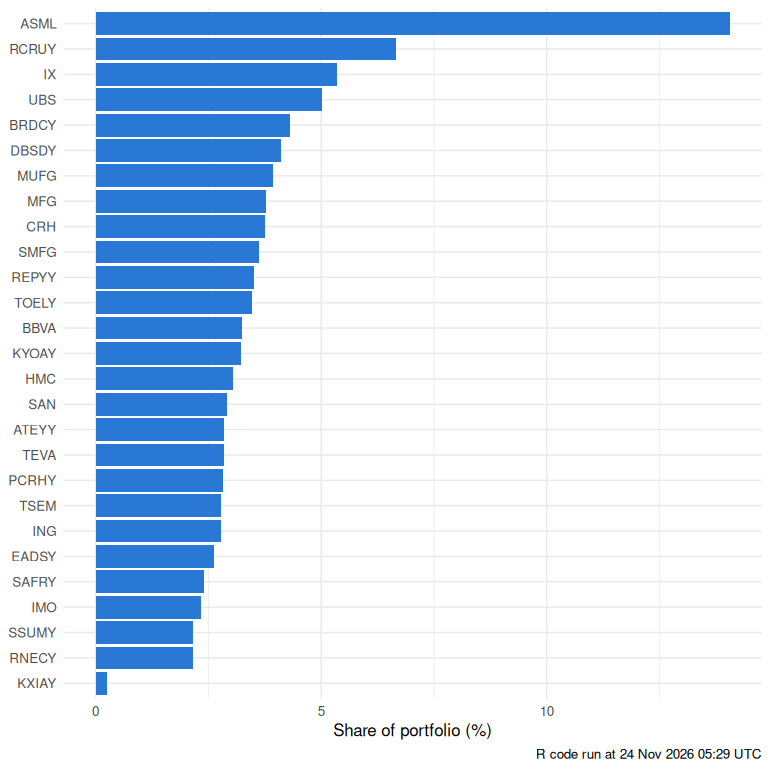 ASML
RCRUY
IX
UBS
BRDCY
DBSDY
MUFG
MFG
CRH
SMFG
REPYY
TOELY
BBVA
KYOAY
HMC
SAN
ATEYY
TEVA
PCRHY
TSEM
ING
EADSY
SAFRY
IMO
SSUMY
RNECY
KXIAY
0 5 10
Share of portfolio (%)
R code run at 24 Nov 2026 05:29 UTC